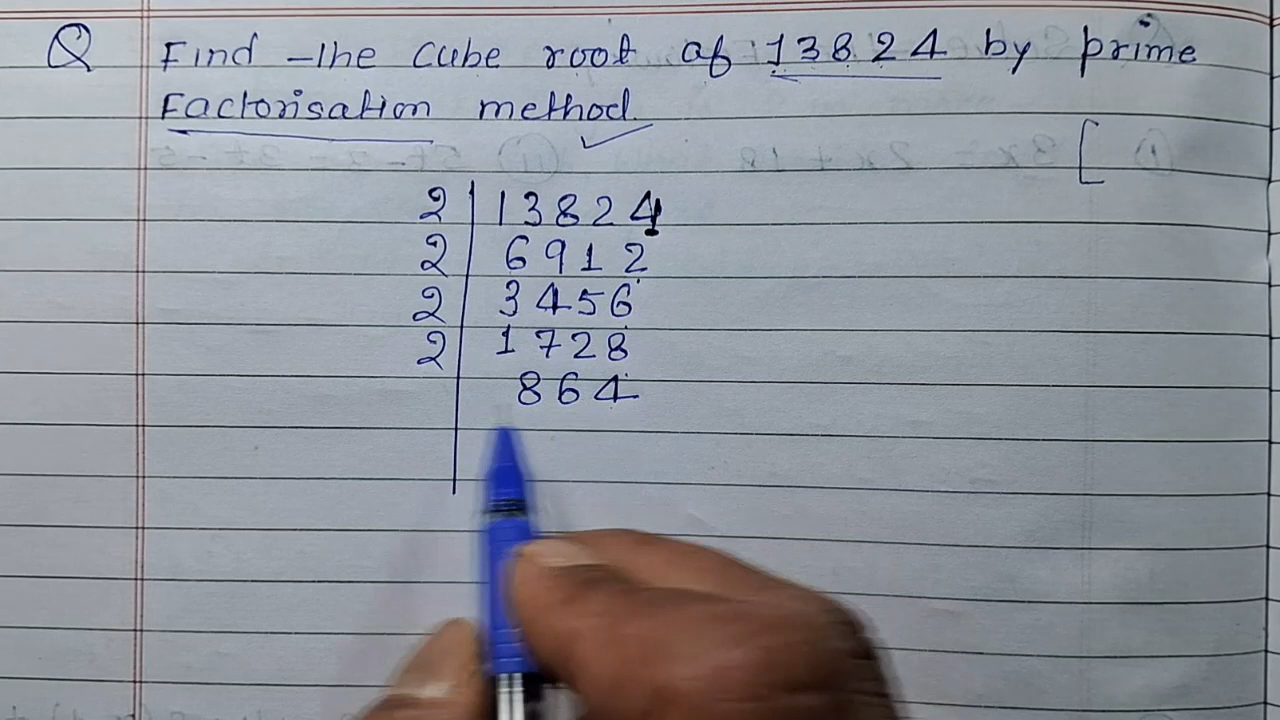 Q Find the cube root of 13824 by prime
Factorisation method.
2 | 13824
2 | 6912
2 | 3456
2 | 1728
| 864